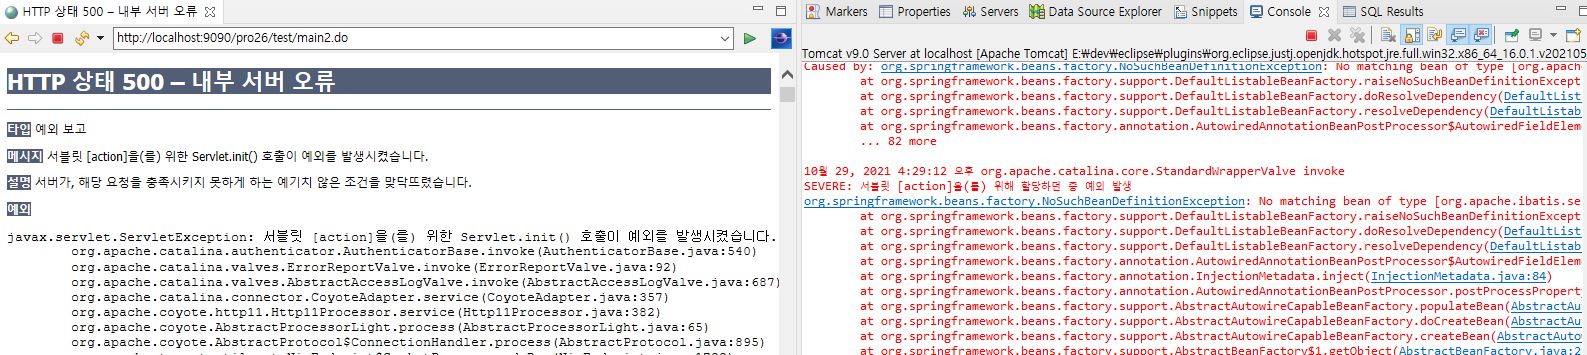 HTTP 상태 500 – 내부 서버 오류
http://localhost:9090/pro26/test/main2.do
HTTP 상태 500 – 내부 서버 오류
타입 예외 보고
메시지 서블릿 [action]을(를) 위한 Servlet.init() 호출이 예외를 발생시켰습니다.
설명 서버가, 해당 요청을 충족시키지 못하게 하는 예기치 않은 조건을 맞닥뜨렸습니다.
예외
javax.servlet.ServletException: 서블릿 [action]을(를) 위한 Servlet.init() 호출이 예외를 발생시켰습니다.
org.apache.catalina.authenticator.AuthenticatorBase.invoke(AuthenticatorBase.java:540)
org.apache.catalina.valves.ErrorReportValve.invoke(ErrorReportValve.java:92)
org.apache.catalina.valves.AbstractAccessLogValve.invoke(AbstractAccessLogValve.java:687)
org.apache.catalina.connector.CoyoteAdapter.service(CoyoteAdapter.java:357)
org.apache.coyote.http11.Http11Processor.service(Http11Processor.java:382)
org.apache.coyote.AbstractProcessorLight.process(AbstractProcessorLight.java:65)
org.apache.coyote.AbstractProtocol$ConnectionHandler.process(AbstractProtocol.java:895)
Markers Properties Servers Data Source Explorer Snippets Console SQL Results
Tomcat v9.0 Server at localhost [Apache Tomcat] E:₩dev₩eclipse₩plugins₩org.eclipse.justj.openjdk.hotspot.jre.full.win32.x86_64_16.0.1.v202105
Caused by: org.springframework.beans.factory.NoSuchBeanDefinitionException: No matching bean of type [org.apach
at org.springframework.beans.factory.support.DefaultListableBeanFactory.raiseNoSuchBeanDefinitionExcept
at org.springframework.beans.factory.support.DefaultListableBeanFactory.doResolveDependency(DefaultList
at org.springframework.beans.factory.support.DefaultListableBeanFactory.resolveDependency(DefaultListab
at org.springframework.beans.factory.annotation.AutowiredAnnotationBeanPostProcessor$AutowiredFieldElem
... 82 more
10월 29, 2021 4:29:12 오후 org.apache.catalina.core.StandardWrapperValve invoke
SEVERE: 서블릿 [action]을(를) 위해 할당하던 중 예외 발생
org.springframework.beans.factory.NoSuchBeanDefinitionException: No matching bean of type [org.apache.ibatis.se
at org.springframework.beans.factory.support.DefaultListableBeanFactory.raiseNoSuchBeanDefinitionExcept
at org.springframework.beans.factory.support.DefaultListableBeanFactory.doResolveDependency(DefaultList
at org.springframework.beans.factory.support.DefaultListableBeanFactory.resolveDependency(DefaultListab
at org.springframework.beans.factory.annotation.AutowiredAnnotationBeanPostProcessor$AutowiredFieldElem
at org.springframework.beans.factory.annotation.InjectionMetadata.inject(InjectionMetadata.java:84)
at org.springframework.beans.factory.annotation.AutowiredAnnotationBeanPostProcessor.postProcessPropert
at org.springframework.beans.factory.support.AbstractAutowireCapableBeanFactory.populateBean(AbstractAu
at org.springframework.beans.factory.support.AbstractAutowireCapableBeanFactory.doCreateBean(AbstractAu
at org.springframework.beans.factory.support.AbstractAutowireCapableBeanFactory.createBean(AbstractAuto
at org.springframework.beans.factory.support.AbstractBeanFactory$1.getObject(AbstractBeanFactory.java:2